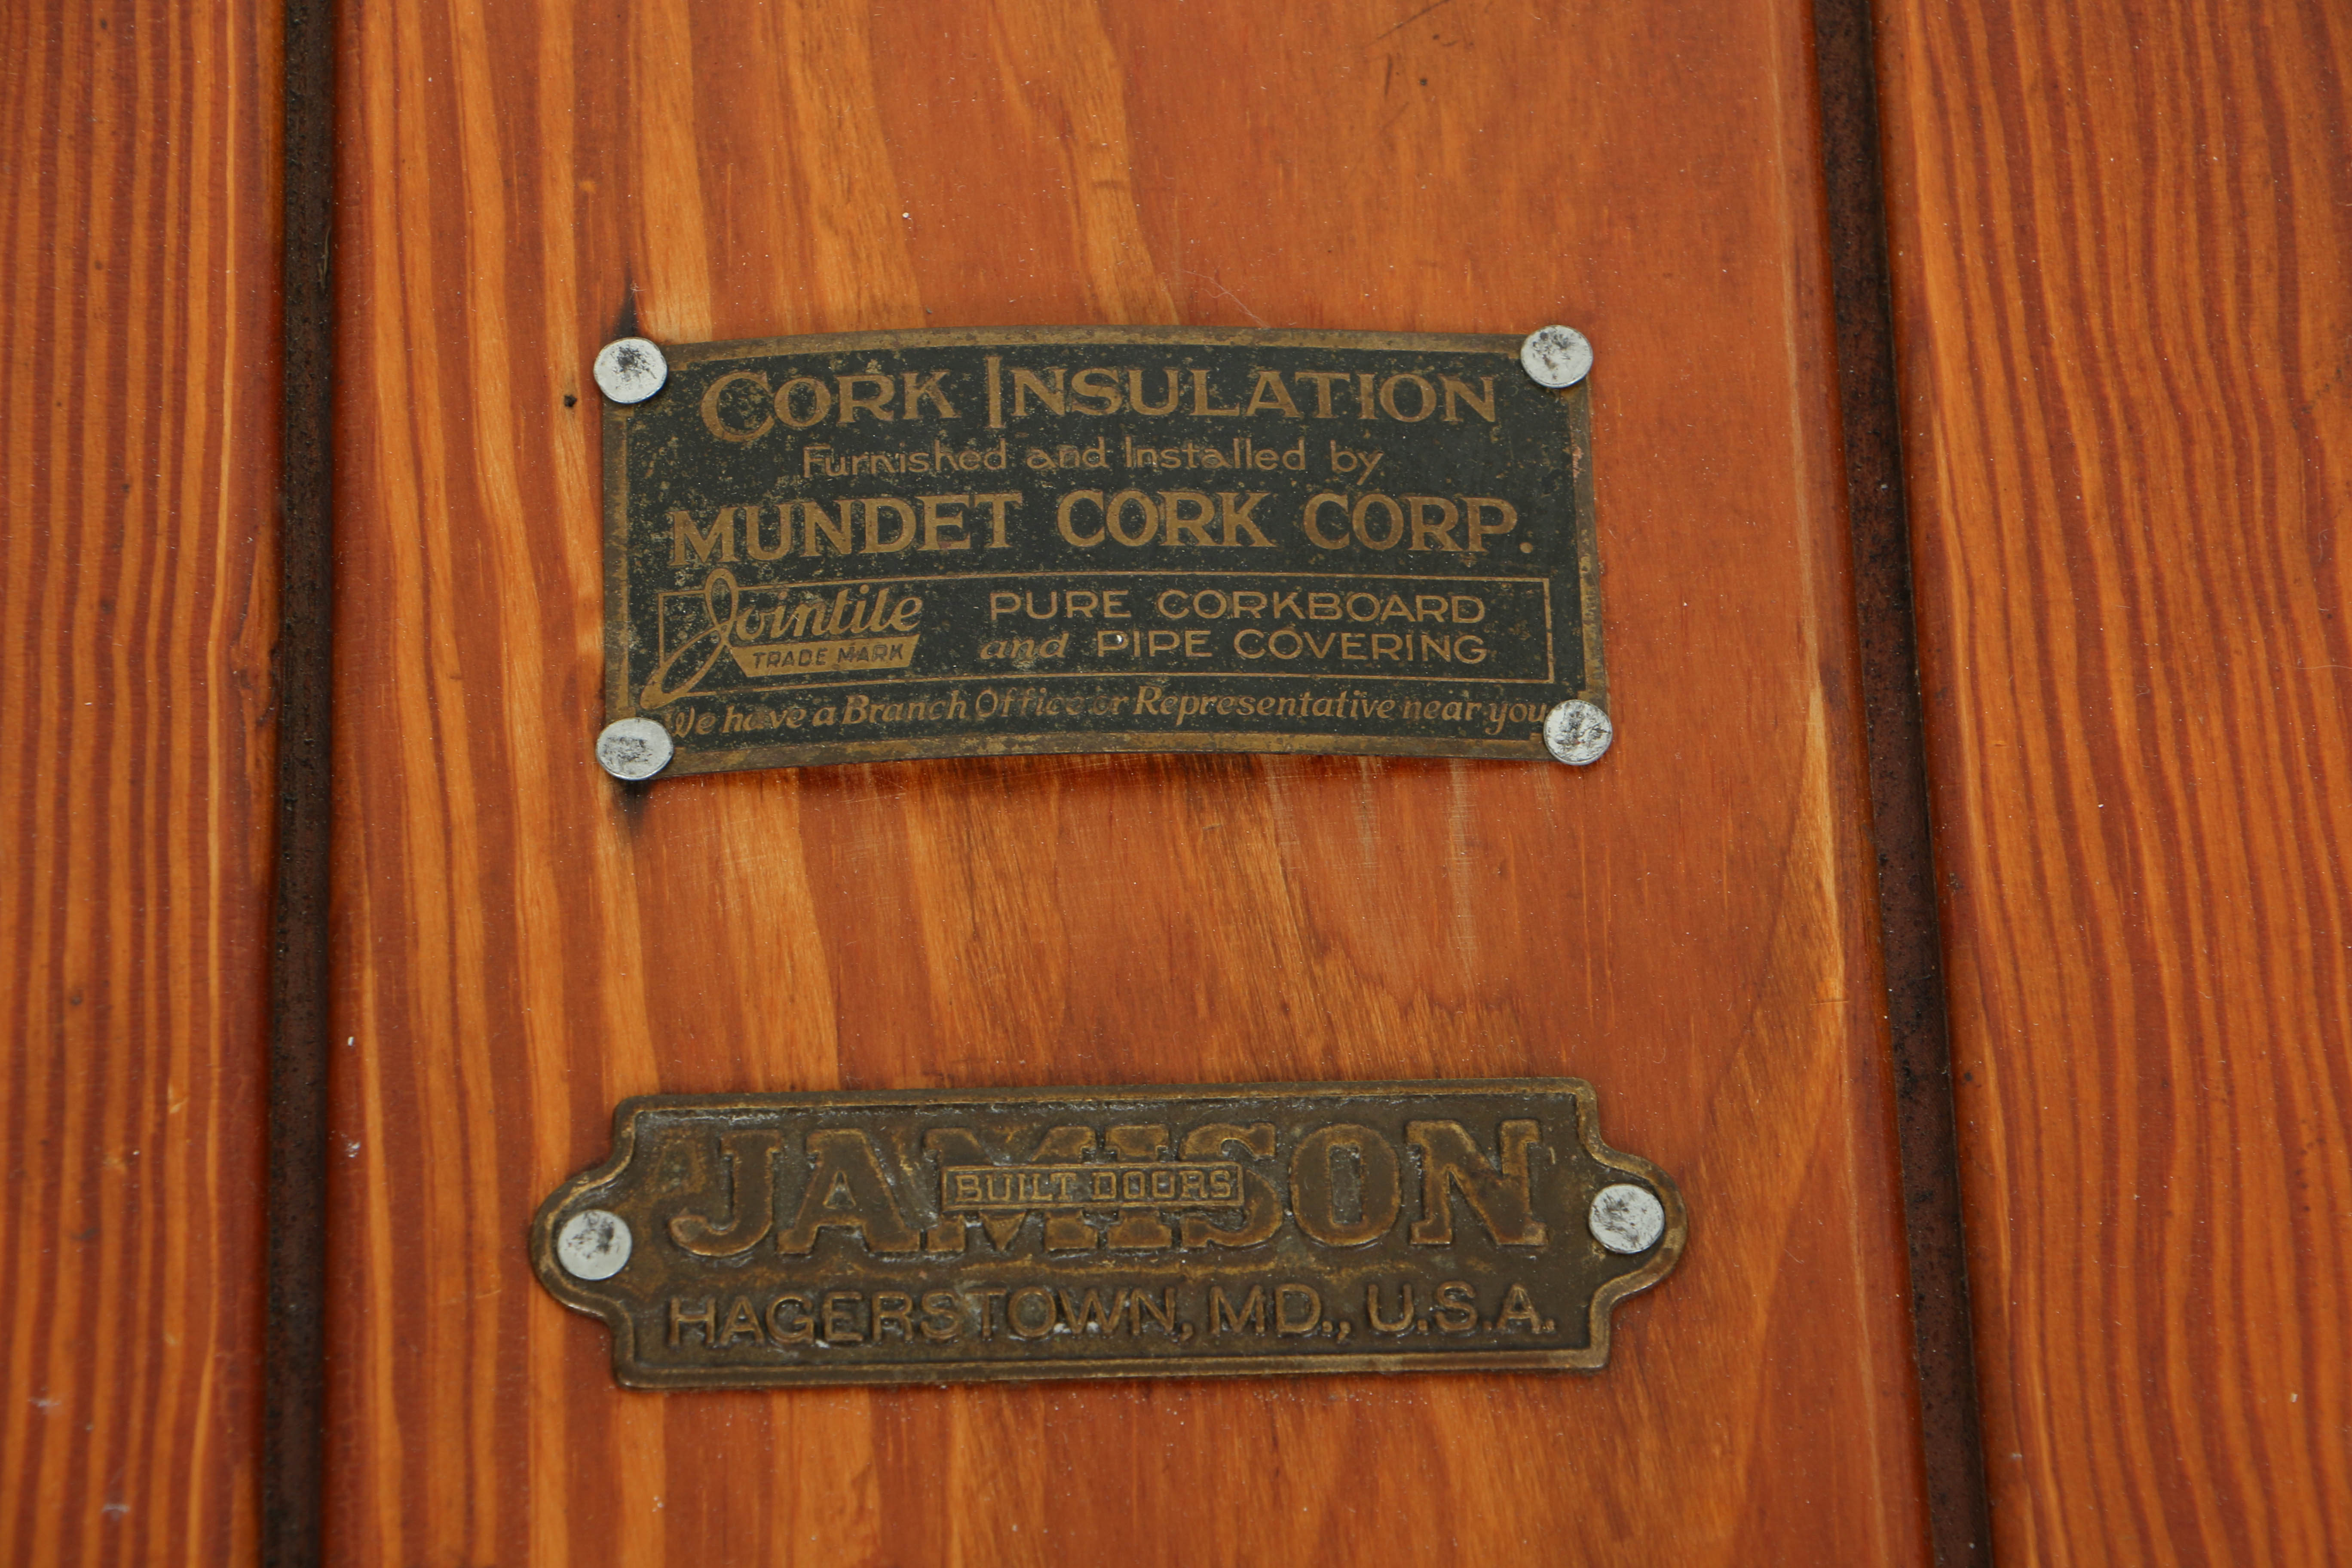 CORK INSULATION
Furnished and Installed by
MUNDET CORK CORP.
Jointile
TRADE MARK
PURE CORKBOARD
and PIPE COVERING
We have a Branch Office or Representative near you
JAMISON
BUILT DOORS
HAGERSTOWN, MD., U.S.A.